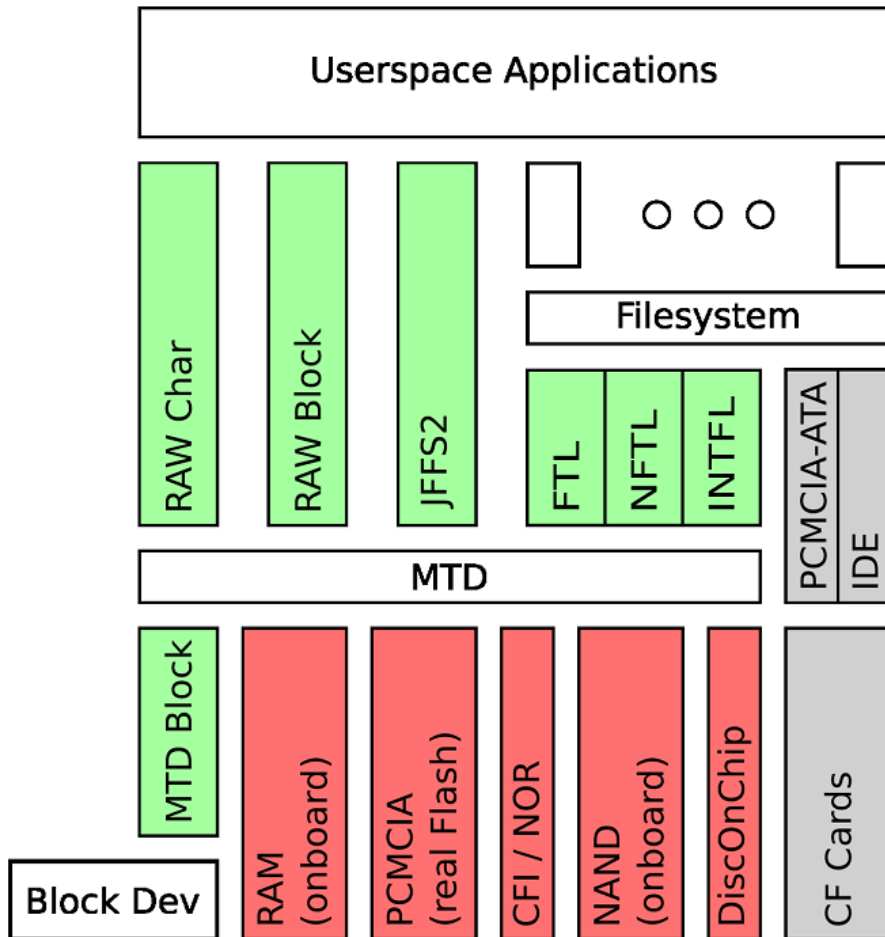 Userspace Applications
RAW Char
RAW Block
JFFS2
Filesystem
FTL
NFTL
INTFL
PCMCIA-ATA
IDE
MTD
MTD Block
Block Dev
RAM
(onboard)
PCMCIA
(real Flash)
CFI / NOR
NAND
(onboard)
DiscOnChip
CF Cards